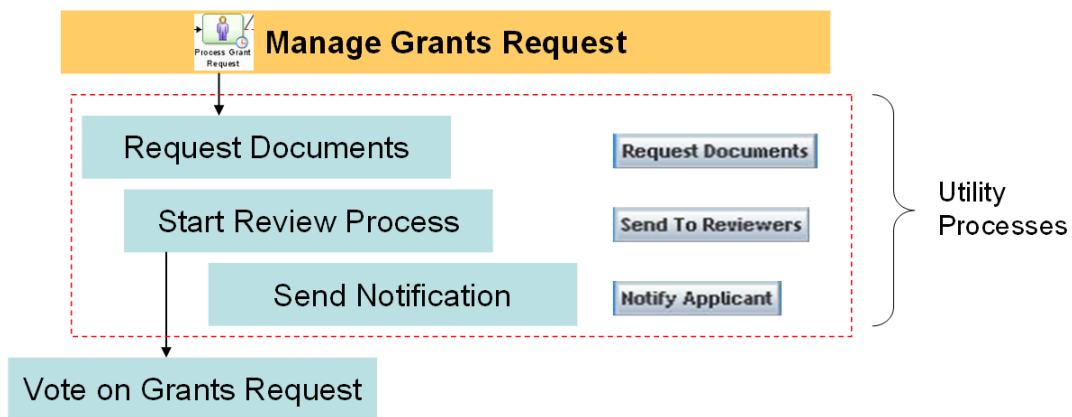 Process Grant
Request
Manage Grants Request
Request Documents
Request Documents
Start Review Process
Send To Reviewers
Send Notification
Notify Applicant
Utility
Processes
Vote on Grants Request